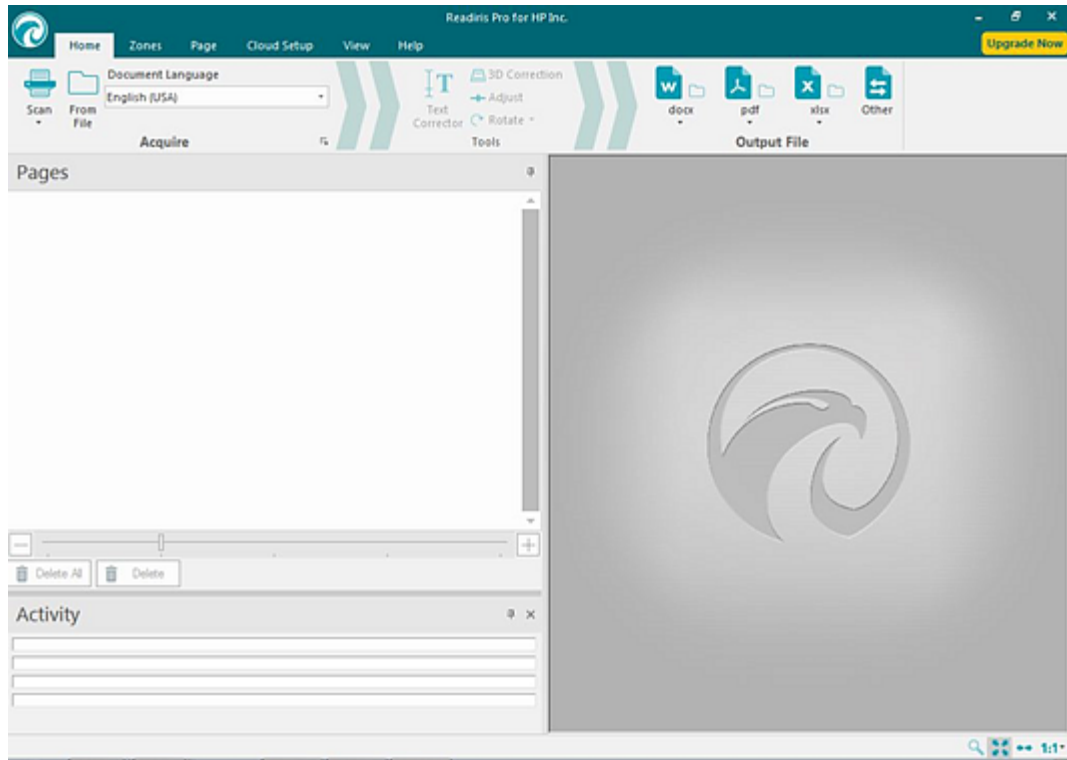 Readiris Pro for HP Inc.
Home Zones Page Cloud Setup View Help
Upgrade Now
Document Language
English (USA)
Scan
From
File
Acquire
Text
Corrector
3D Correction
Adjust
Rotate
Tools
W
docx
pdf
X
xlsx
Other
Output File
Pages
Delete All Delete
Activity
1:1